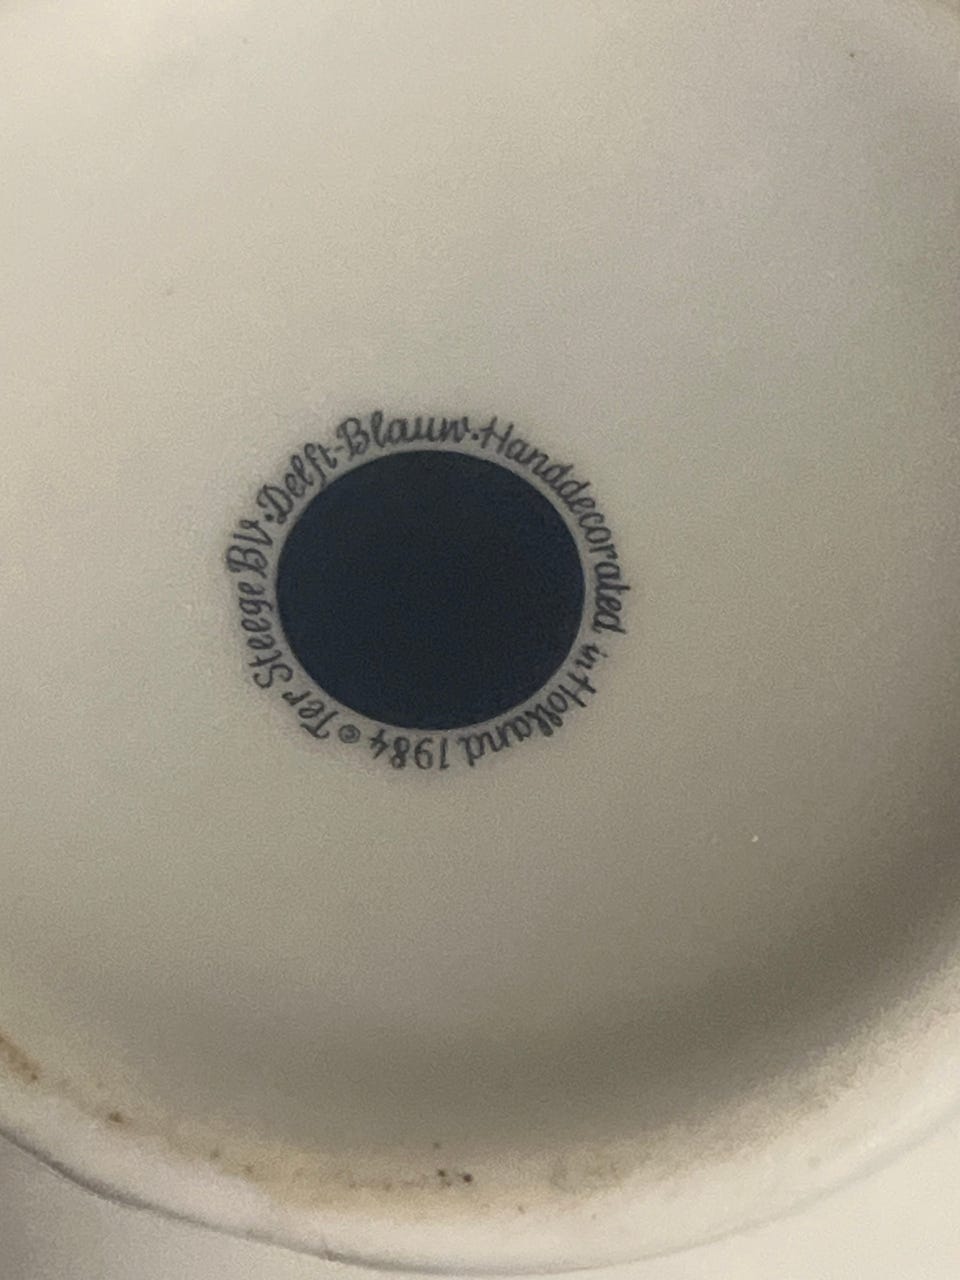 © Ter Steege BV. Delft-Blauw. Handdecorated in Holland 1984